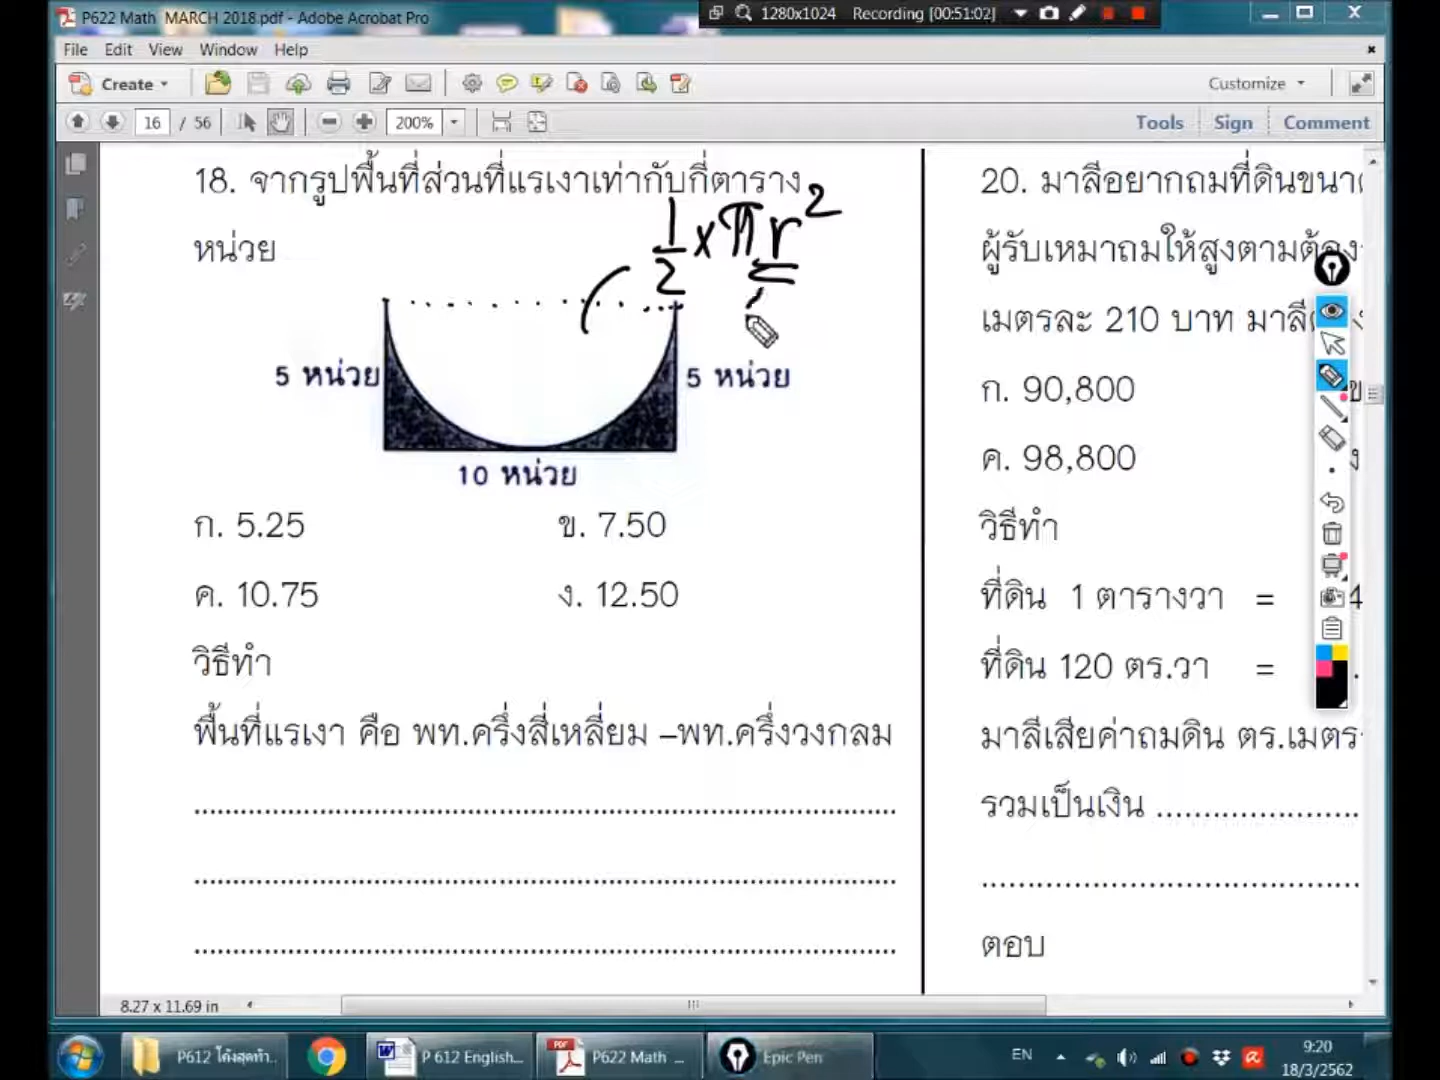 P622 Math MARCH 2018.pdf - Adobe Acrobat Pro
1280x1024 Recording [00:51:02]
File Edit View Window Help
Create
Customize
16 / 56
200%
Tools Sign Comment
18. จากรูปพื้นที่ส่วนที่แรเงาเท่ากับกี่ตาราง
หน่วย
1/2 x πr²
5 หน่วย
5 หน่วย
10 หน่วย
ก. 5.25 ข. 7.50
ค. 10.75 ง. 12.50
วิธีทำ
พื้นที่แรเงา คือ พท.ครึ่งสี่เหลี่ยม –พท.ครึ่งวงกลม
20. มาลีอยากถมที่ดินขนา
ผู้รับเหมาถมให้สูงตามต้อง
เมตรละ 210 บาท มาลี
ก. 90,800 ข
ค. 98,800 ง
วิธีทำ
ที่ดิน 1 ตารางวา = 4
ที่ดิน 120 ตร.วา =
มาลีเสียค่าถมดิน ตร.เมตร
รวมเป็นเงิน
ตอบ
8.27 x 11.69 in
P612 โค้งสุดท้า..
P 612 English...
P622 Math ...
Epic Pen
EN
9:20
18/3/2562